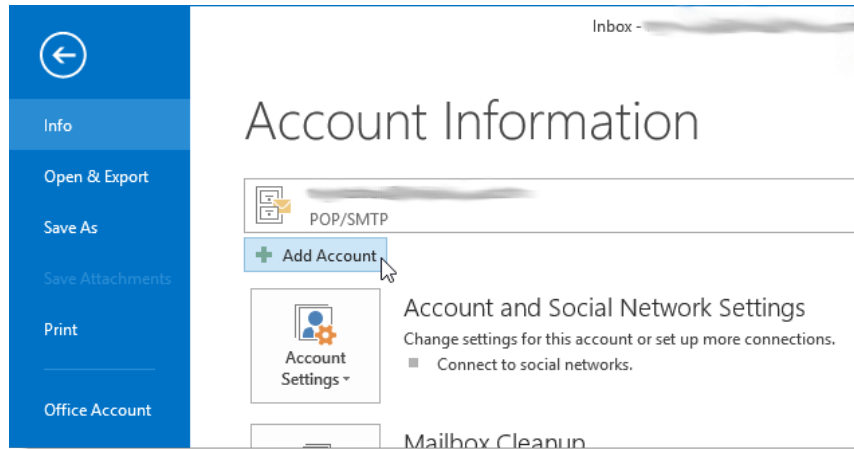 Inbox -
Info
Open & Export
Save As
Save Attachments
Print
Office Account
Account Information
POP/SMTP
Add Account
Account
Settings
Account and Social Network Settings
Change settings for this account or set up more connections.
Connect to social networks.
Mailbox Cleanup